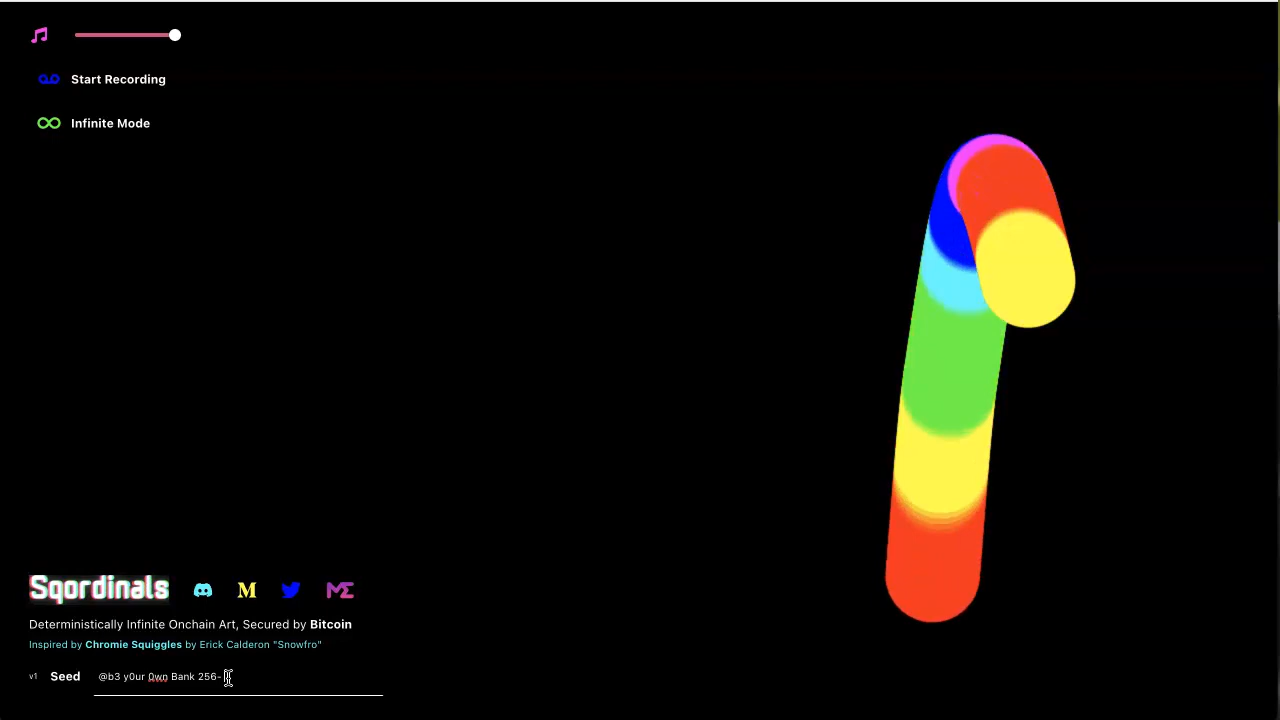 Start Recording
Infinite Mode
Sqordinals
Deterministically Infinite Onchain Art, Secured by Bitcoin
Inspired by Chromie Squiggles by Erick Calderon "Snowfro"
v1 Seed @b3 y0ur 0wn Bank 256-